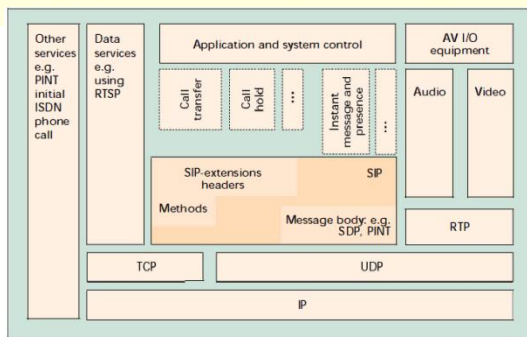 Other
services
e.g.
PINT
initial
ISDN
phone
call
Data
services
e.g.
using
RTSP
Application and system control
AV I/O
equipment
Call
transfer
Call
hold
...
Instant
message and
presence
...
Audio
Video
SIP-extensions
headers
SIP
Methods
Message body: e.g.
SDP, PINT
RTP
TCP
UDP
IP